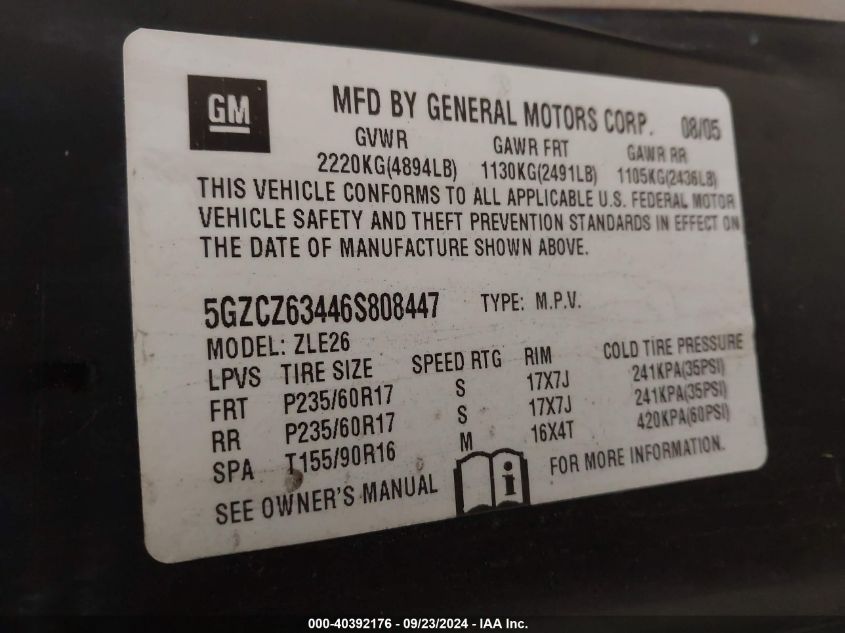 GM
MFD BY GENERAL MOTORS CORP. 08/05
GVWR GAWR FRT GAWR RR
2220KG(4894LB) 1130KG(2491LB) 1105KG(2436LB)
THIS VEHICLE CONFORMS TO ALL APPLICABLE U.S. FEDERAL MOTOR
VEHICLE SAFETY AND THEFT PREVENTION STANDARDS IN EFFECT ON
THE DATE OF MANUFACTURE SHOWN ABOVE.
5GZCZ63446S808447 TYPE: M.P.V.
MODEL: ZLE26
LPVS TIRE SIZE SPEED RTG RIM COLD TIRE PRESSURE
FRT P235/60R17 S 17X7J 241KPA(35PSI)
RR P235/60R17 S 17X7J 241KPA(35PSI)
SPA T155/90R16 M 16X4T 420KPA(60PSI)
SEE OWNER'S MANUAL i FOR MORE INFORMATION.
000-40392176 - 09/23/2024 - IAA Inc.